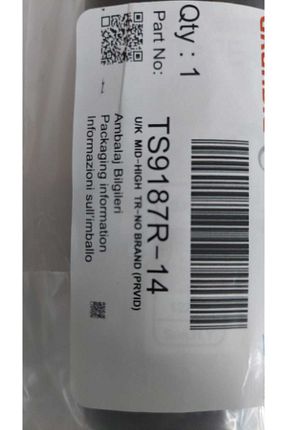 Qty : 1
Part No:
TS9187R-14
U/K MID-HIGH TR-NO BRAND (PRVID)
Ambalaj Bilgileri
Packaging information
Informazioni sull'imballo